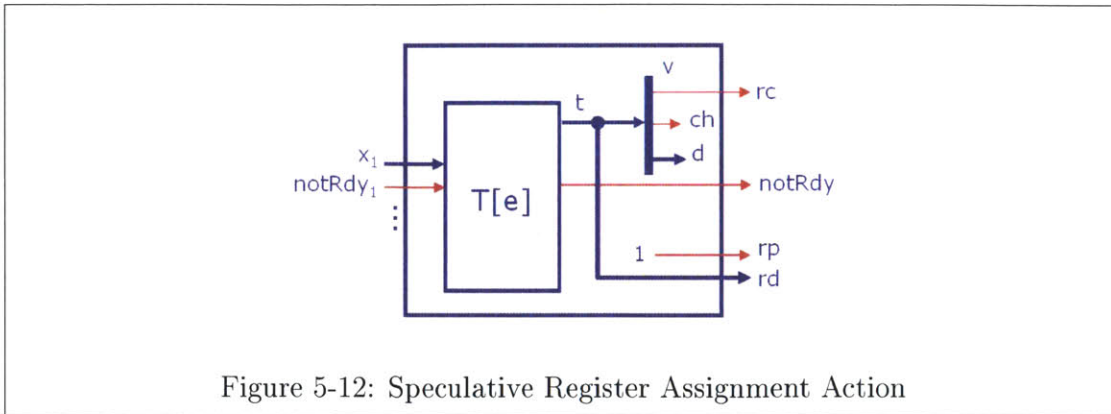 v
t
rc
ch
x₁
d
notRdy₁
T[e]
notRdy
⋮
1
rp
rd
Figure 5-12: Speculative Register Assignment Action